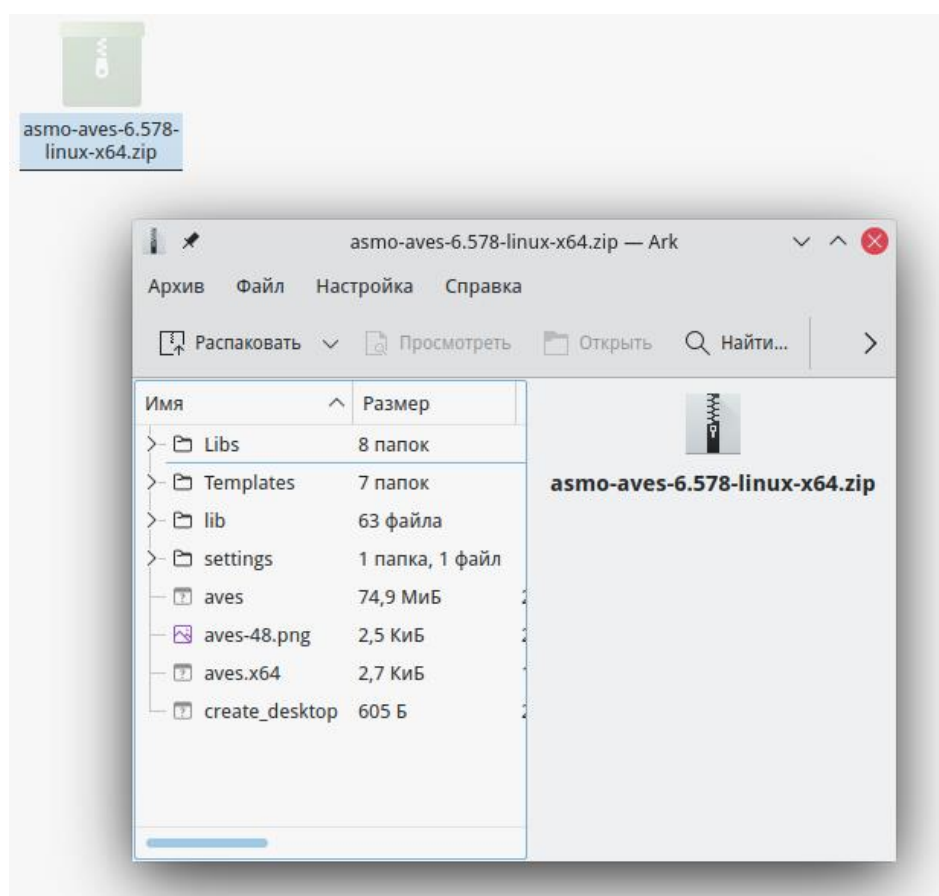 asmo-aves-6.578-
linux-x64.zip
asmo-aves-6.578-linux-x64.zip — Ark
Архив Файл Настройка Справка
Распаковать Просмотреть Открыть Найти...
Имя Размер
Libs 8 папок
Templates 7 папок
lib 63 файла
settings 1 папка, 1 файл
aves 74,9 МиБ
aves-48.png 2,5 КиБ
aves.x64 2,7 КиБ
create_desktop 605 Б
asmo-aves-6.578-linux-x64.zip